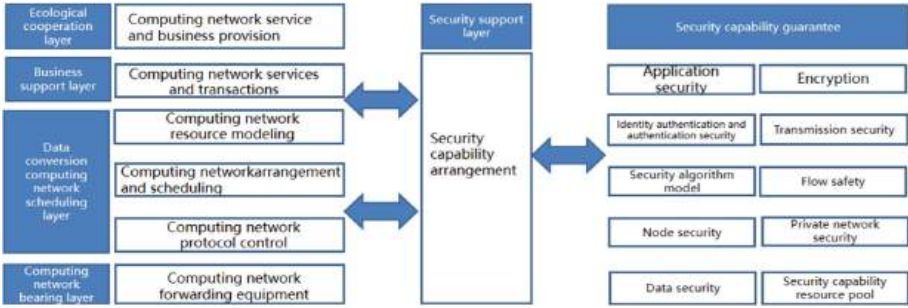 Ecological
cooperation
layer
Computing network service
and business provision
Business
support layer
Computing network services
and transactions
Data
conversion
computing
network
scheduling
layer
Computing network
resource modeling
Computing networkarrangement
and scheduling
Computing network
protocol control
Computing
network
bearing layer
Computing network
forwarding equipment
Security support
layer
Security
capability
arrangement
Security capability guarantee
Application
security
Encryption
Identity authentication and
authentication security
Transmission security
Security algorithm
model
Flow safety
Node security
Private network
security
Data security
Security capability
resource pool